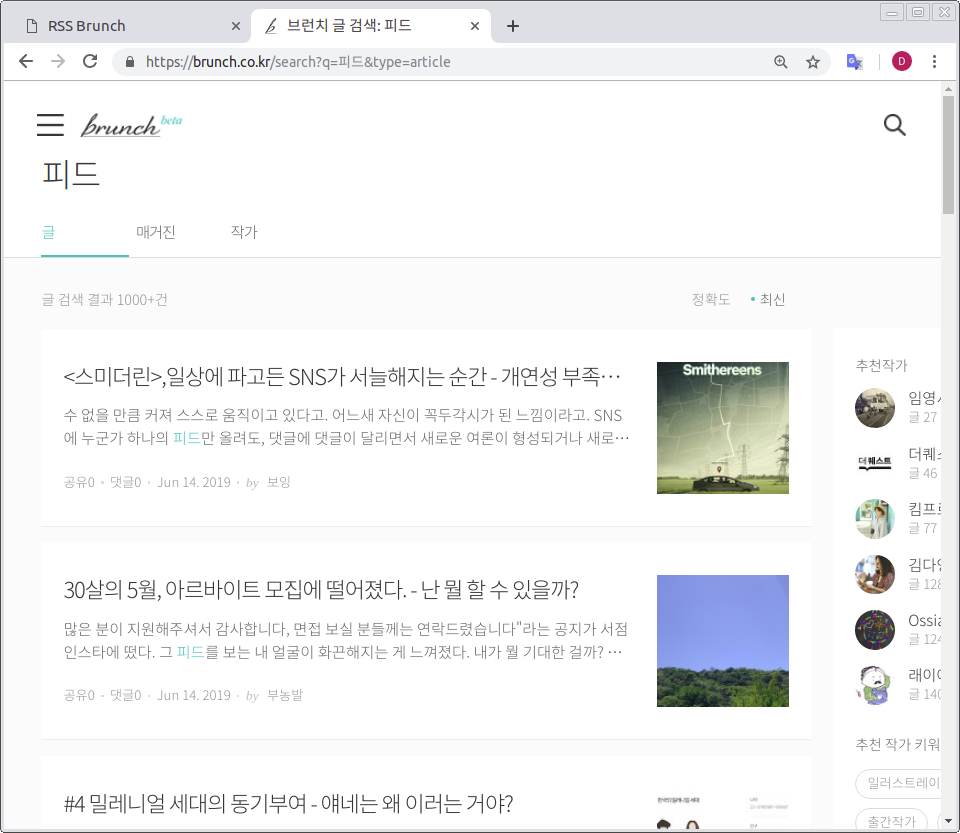 RSS Brunch
브런치 글 검색: 피드
https://brunch.co.kr/search?q=피드&type=article
D
brunch beta
피드
글 매거진 작가
글 검색 결과 1000+건
정확도 • 최신
<스미더린>,일상에 파고든 SNS가 서늘해지는 순간 - 개연성 부족…
수 없을 만큼 커져 스스로 움직이고 있다고. 어느새 자신이 꼭두각시가 된 느낌이라고. SNS
에 누군가 하나의 피드만 올려도, 댓글에 댓글이 달리면서 새로운 여론이 형성되거나 새로…
공유0 • 댓글0 • Jun 14. 2019 • by 보잉
Smithereens
30살의 5월, 아르바이트 모집에 떨어졌다. - 난 뭘 할 수 있을까?
많은 분이 지원해주셔서 감사합니다, 면접 보실 분들께는 연락드렸습니다"라는 공지가 서점
인스타에 떴다. 그 피드를 보는 내 얼굴이 화끈해지는 게 느껴졌다. 내가 뭘 기대한 걸까? …
공유0 • 댓글0 • Jun 14. 2019 • by 부농발
#4 밀레니얼 세대의 동기부여 - 얘네는 왜 이러는 거야?
추천작가
임영
글 27
더퀘스트
더퀘
글 46
킴프로
글 77
김다영
글 128
Ossia
글 124
래이
글 140
추천 작가 키워
일러스트레이
출간작가